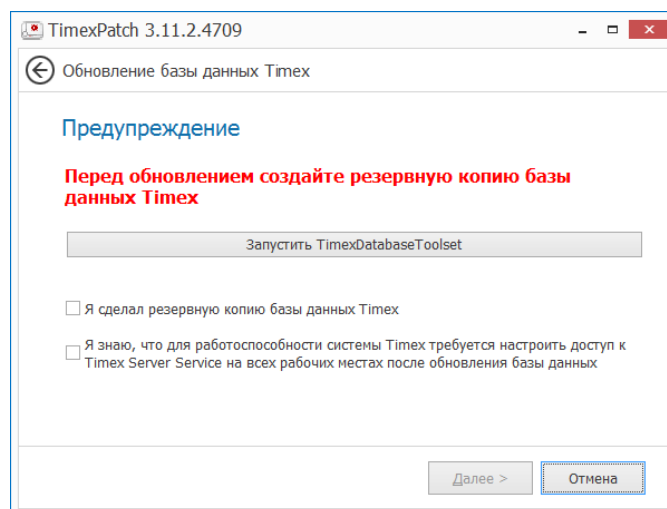 TimexPatch 3.11.2.4709
Обновление базы данных Timex
Предупреждение
Перед обновлением создайте резервную копию базы
данных Timex
Запустить TimexDatabaseToolset
Я сделал резервную копию базы данных Timex
Я знаю, что для работоспособности системы Timex требуется настроить доступ к
Timex Server Service на всех рабочих местах после обновления базы данных
Далее >
Отмена